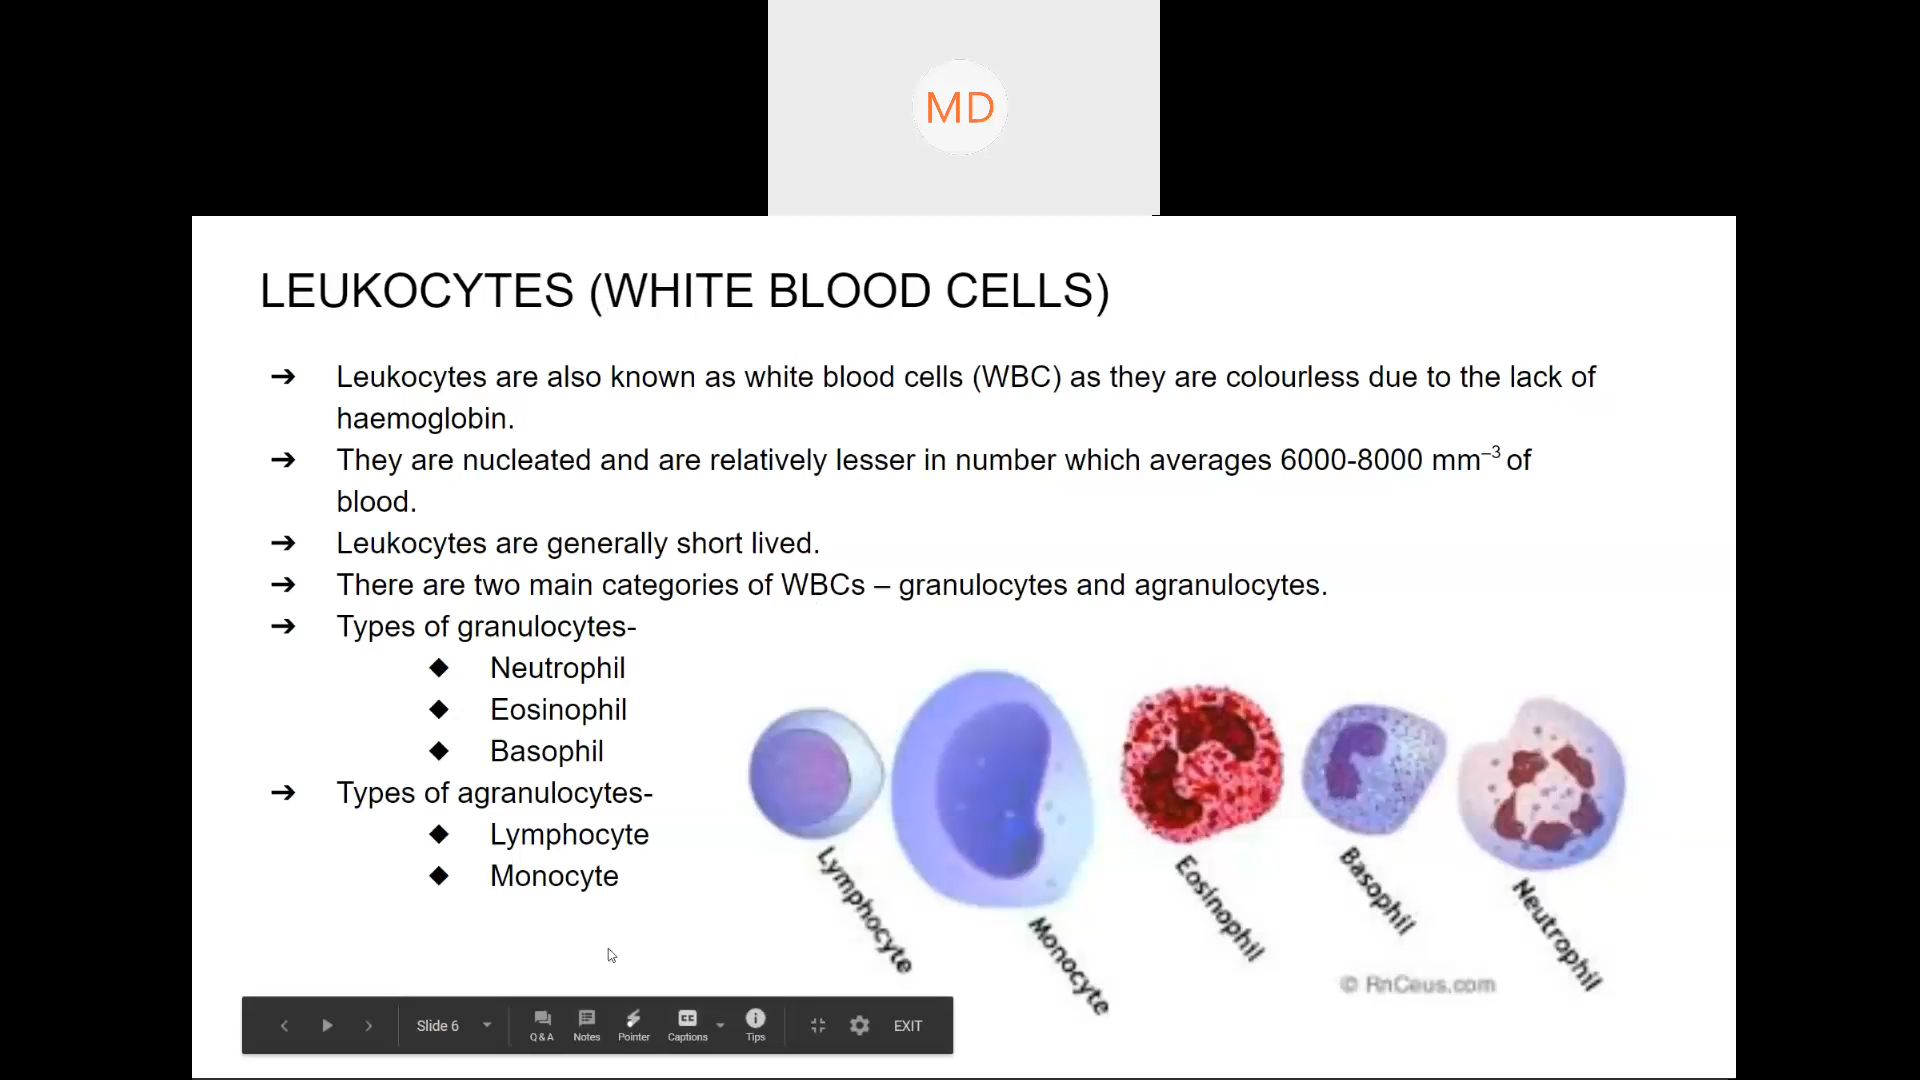 MD
LEUKOCYTES (WHITE BLOOD CELLS)
➔ Leukocytes are also known as white blood cells (WBC) as they are colourless due to the lack of
haemoglobin.
➔ They are nucleated and are relatively lesser in number which averages 6000-8000 mm⁻³ of
blood.
➔ Leukocytes are generally short lived.
➔ There are two main categories of WBCs – granulocytes and agranulocytes.
➔ Types of granulocytes-
◆ Neutrophil
◆ Eosinophil
◆ Basophil
➔ Types of agranulocytes-
◆ Lymphocyte
◆ Monocyte
Lymphocyte
Monocyte
Eosinophil
Basophil
Neutrophil
© RnCeus.com
Slide 6
Q&A
Notes
Pointer
CC
Captions
Tips
EXIT